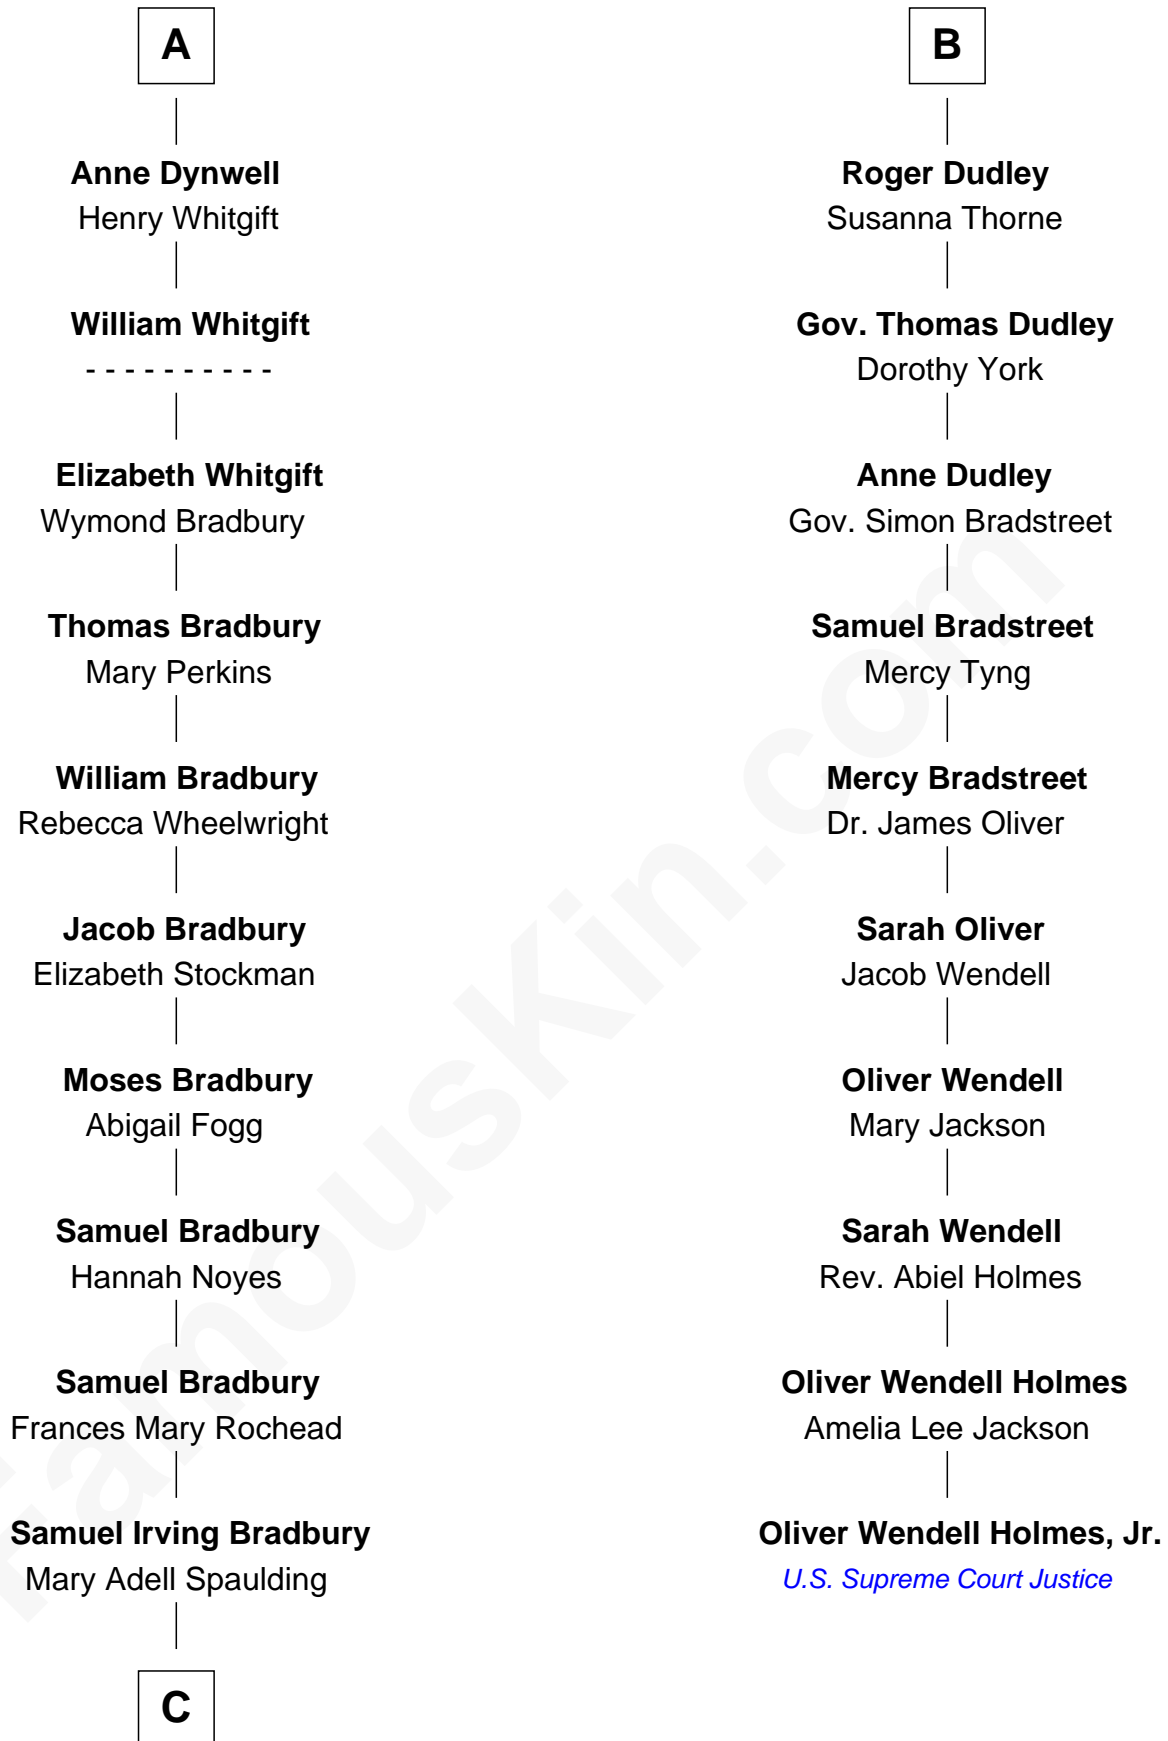 A
Anne Dynwell
Henry Whitgift
William Whitgift
- - - - - - - - - -
Elizabeth Whitgift
Wymond Bradbury
Thomas Bradbury
Mary Perkins
William Bradbury
Rebecca Wheelwright
Jacob Bradbury
Elizabeth Stockman
Moses Bradbury
Abigail Fogg
Samuel Bradbury
Hannah Noyes
Samuel Bradbury
Frances Mary Rochead
Samuel Irving Bradbury
Mary Adell Spaulding
C
B
Roger Dudley
Susanna Thorne
Gov. Thomas Dudley
Dorothy York
Anne Dudley
Gov. Simon Bradstreet
Samuel Bradstreet
Mercy Tyng
Mercy Bradstreet
Dr. James Oliver
Sarah Oliver
Jacob Wendell
Oliver Wendell
Mary Jackson
Sarah Wendell
Rev. Abiel Holmes
Oliver Wendell Holmes
Amelia Lee Jackson
Oliver Wendell Holmes, Jr.
U.S. Supreme Court Justice
FamousKin.com